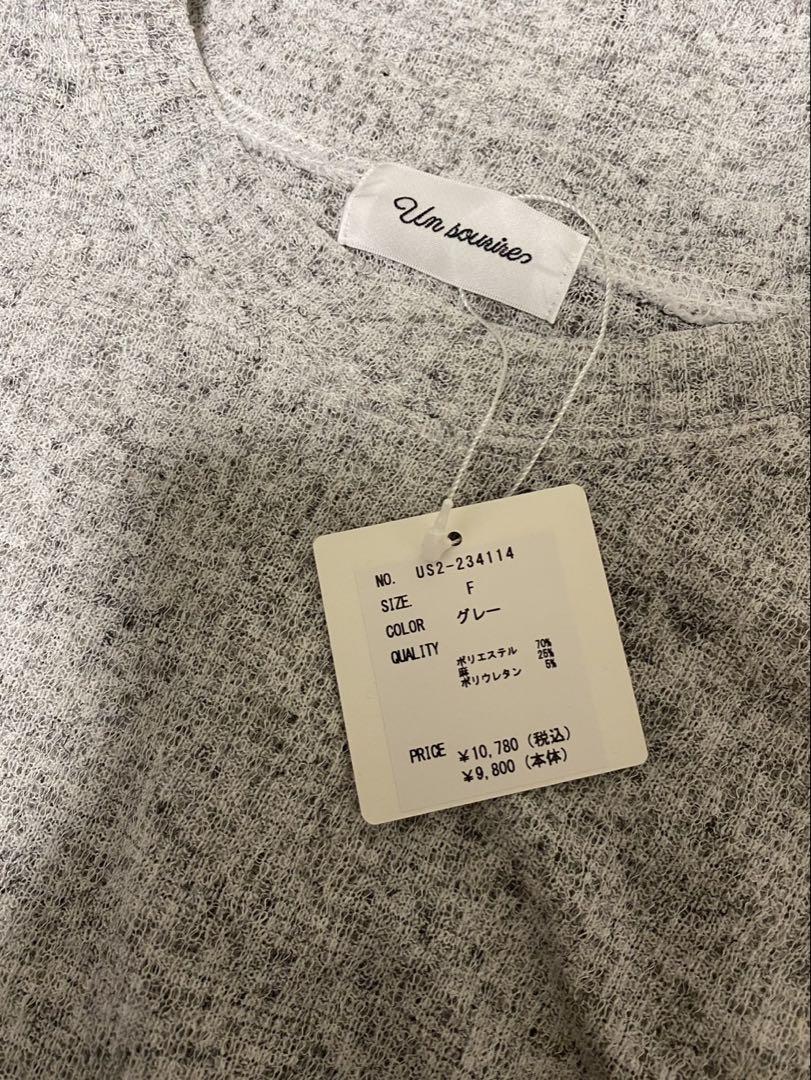 Un sourire
NO. US2-234114
SIZE. F
COLOR グレー
QUALITY
ポリエステル 70%
麻 25%
ポリウレタン 5%
PRICE ￥10,780（税込）
￥9,800（本体）